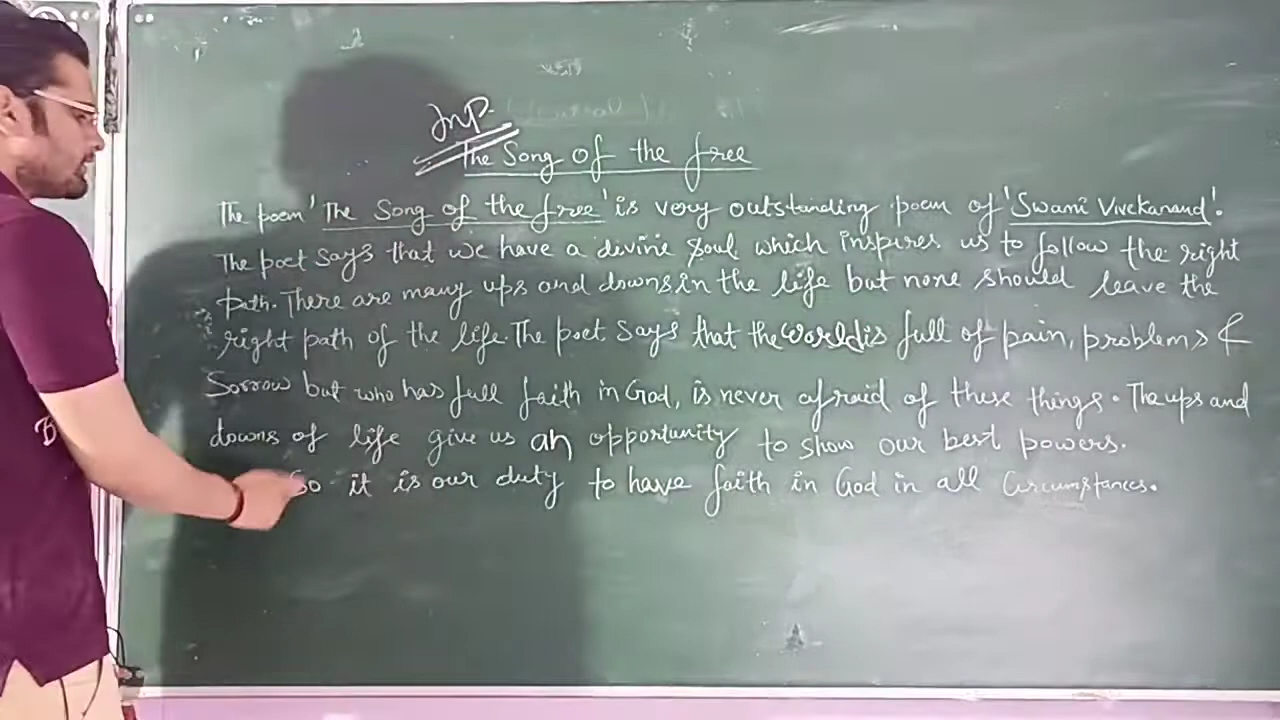 Imp.
The Song of the free
The poem 'The Song of the free' is very outstanding poem of 'Swami Vivekanand'.
The poet says that we have a divine soul which inspires us to follow the right
path. There are many ups and downs in the life but none should leave the
right path of the life. The poet says that the world is full of pain, problems &
Sorrow but who has full faith in God, is never afraid of these things. The ups and
downs of life give us an opportunity to show our best powers.
So it is our duty to have faith in God in all Circumstances.
B